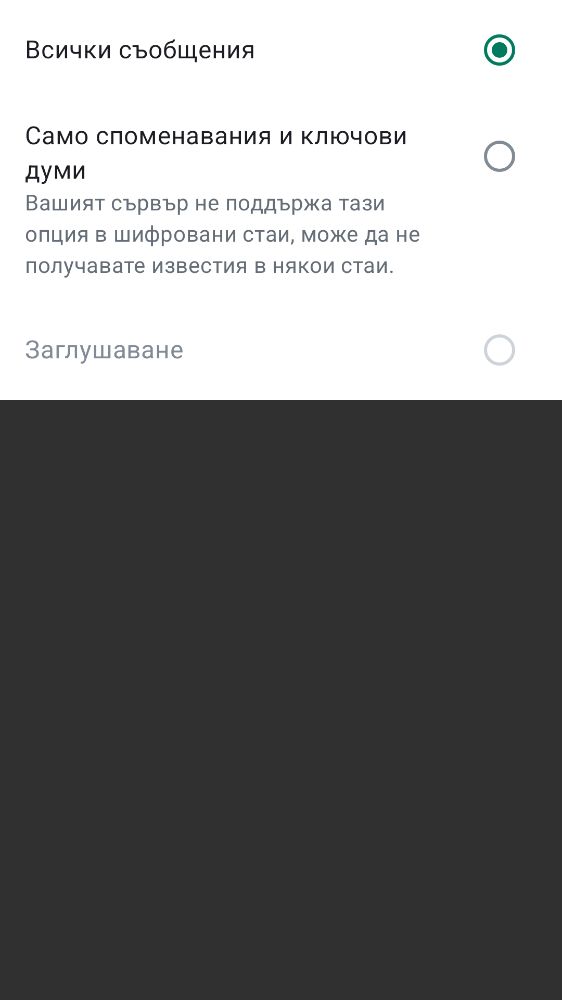 Всички съобщения
Само споменавания и ключови
думи
Вашият сървър не поддържа тази
опция в шифровани стаи, може да не
получавате известия в някои стаи.
Заглушаване